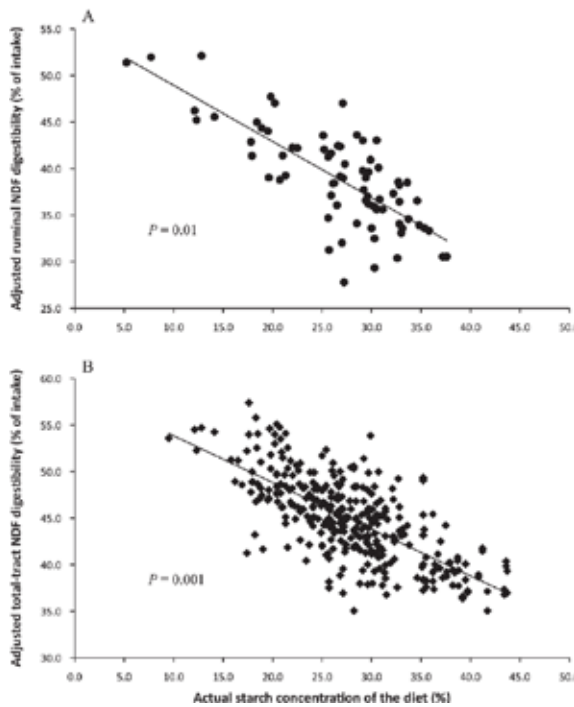 A
Adjusted ruminal NDF digestibility (% of intake)
55.0
50.0
45.0
40.0
35.0
30.0
25.0
P = 0.01
0.0 5.0 10.0 15.0 20.0 25.0 30.0 35.0 40.0 45.0 50.
B
Adjusted total-tract NDF digestibility (% of intake)
60.0
55.0
50.0
45.0
40.0
35.0
30.0
P = 0.001
0.0 5.0 10.0 15.0 20.0 25.0 30.0 35.0 40.0 45.0 50.
Actual starch concentration of the diet (%)